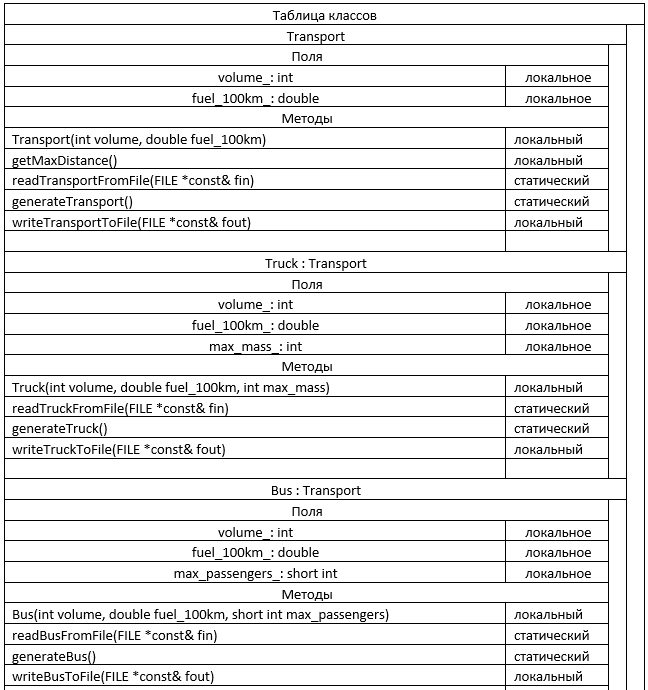 Таблица классов
Transport
Поля
volume_: int локальное
fuel_100km_: double локальное
Методы
Transport(int volume, double fuel_100km) локальный
getMaxDistance() локальный
readTransportFromFile(FILE *const& fin) статический
generateTransport() статический
writeTransportToFile(FILE *const& fout) локальный
Truck : Transport
Поля
volume_: int локальное
fuel_100km_: double локальное
max_mass_: int локальное
Методы
Truck(int volume, double fuel_100km, int max_mass) локальный
readTruckFromFile(FILE *const& fin) статический
generateTruck() статический
writeTruckToFile(FILE *const& fout) локальный
Bus : Transport
Поля
volume_: int локальное
fuel_100km_: double локальное
max_passengers_: short int локальное
Методы
Bus(int volume, double fuel_100km, short int max_passengers) локальный
readBusFromFile(FILE *const& fin) статический
generateBus() статический
writeBusToFile(FILE *const& fout) локальный